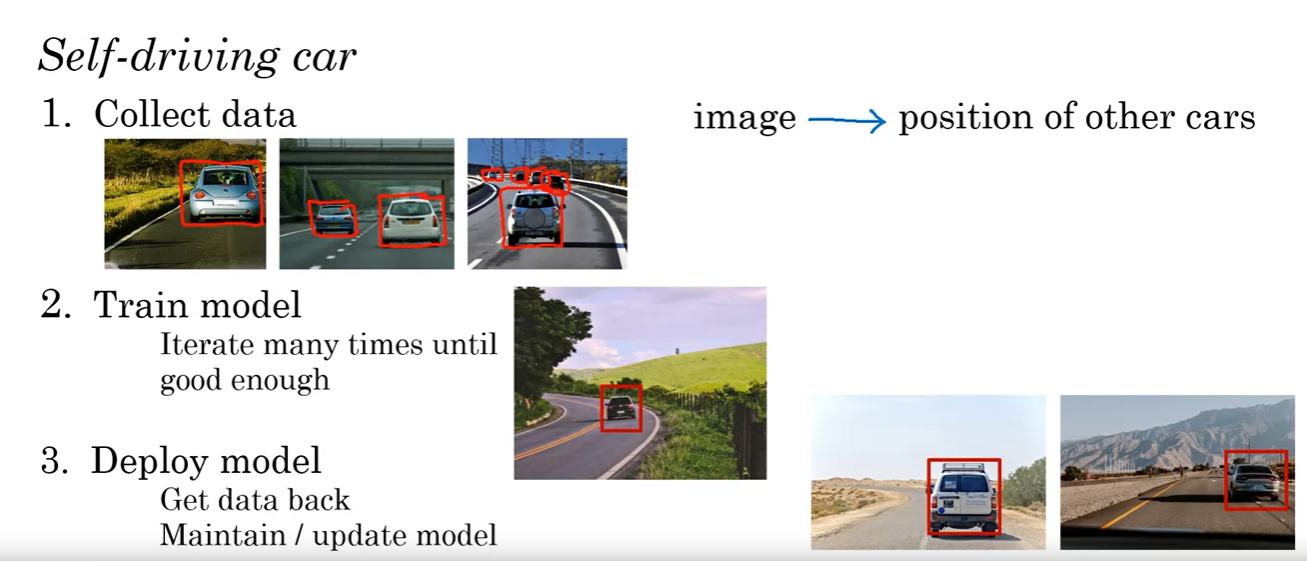 Self-driving car
1. Collect data
image → position of other cars
2. Train model
Iterate many times until
good enough
3. Deploy model
Get data back
Maintain / update model